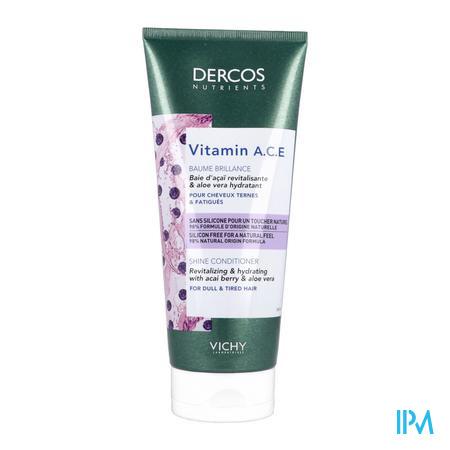 DERCOS
NUTRIENTS
Vitamin A.C.E
BAUME BRILLANCE
Baie d'açaï revitalisante
& aloe vera hydratant
POUR CHEVEUX TERNES
& FATIGUÉS
SANS SILICONE POUR UN TOUCHER NATUREL
98% FORMULE D'ORIGINE NATURELLE
SILICON FREE FOR A NATURAL FEEL
98% NATURAL ORIGIN FORMULA
SHINE CONDITIONER
Revitalizing & hydrating
with acai berry & aloe vera
FOR DULL & TIRED HAIR
VICHY
LABORATOIRES
IPM